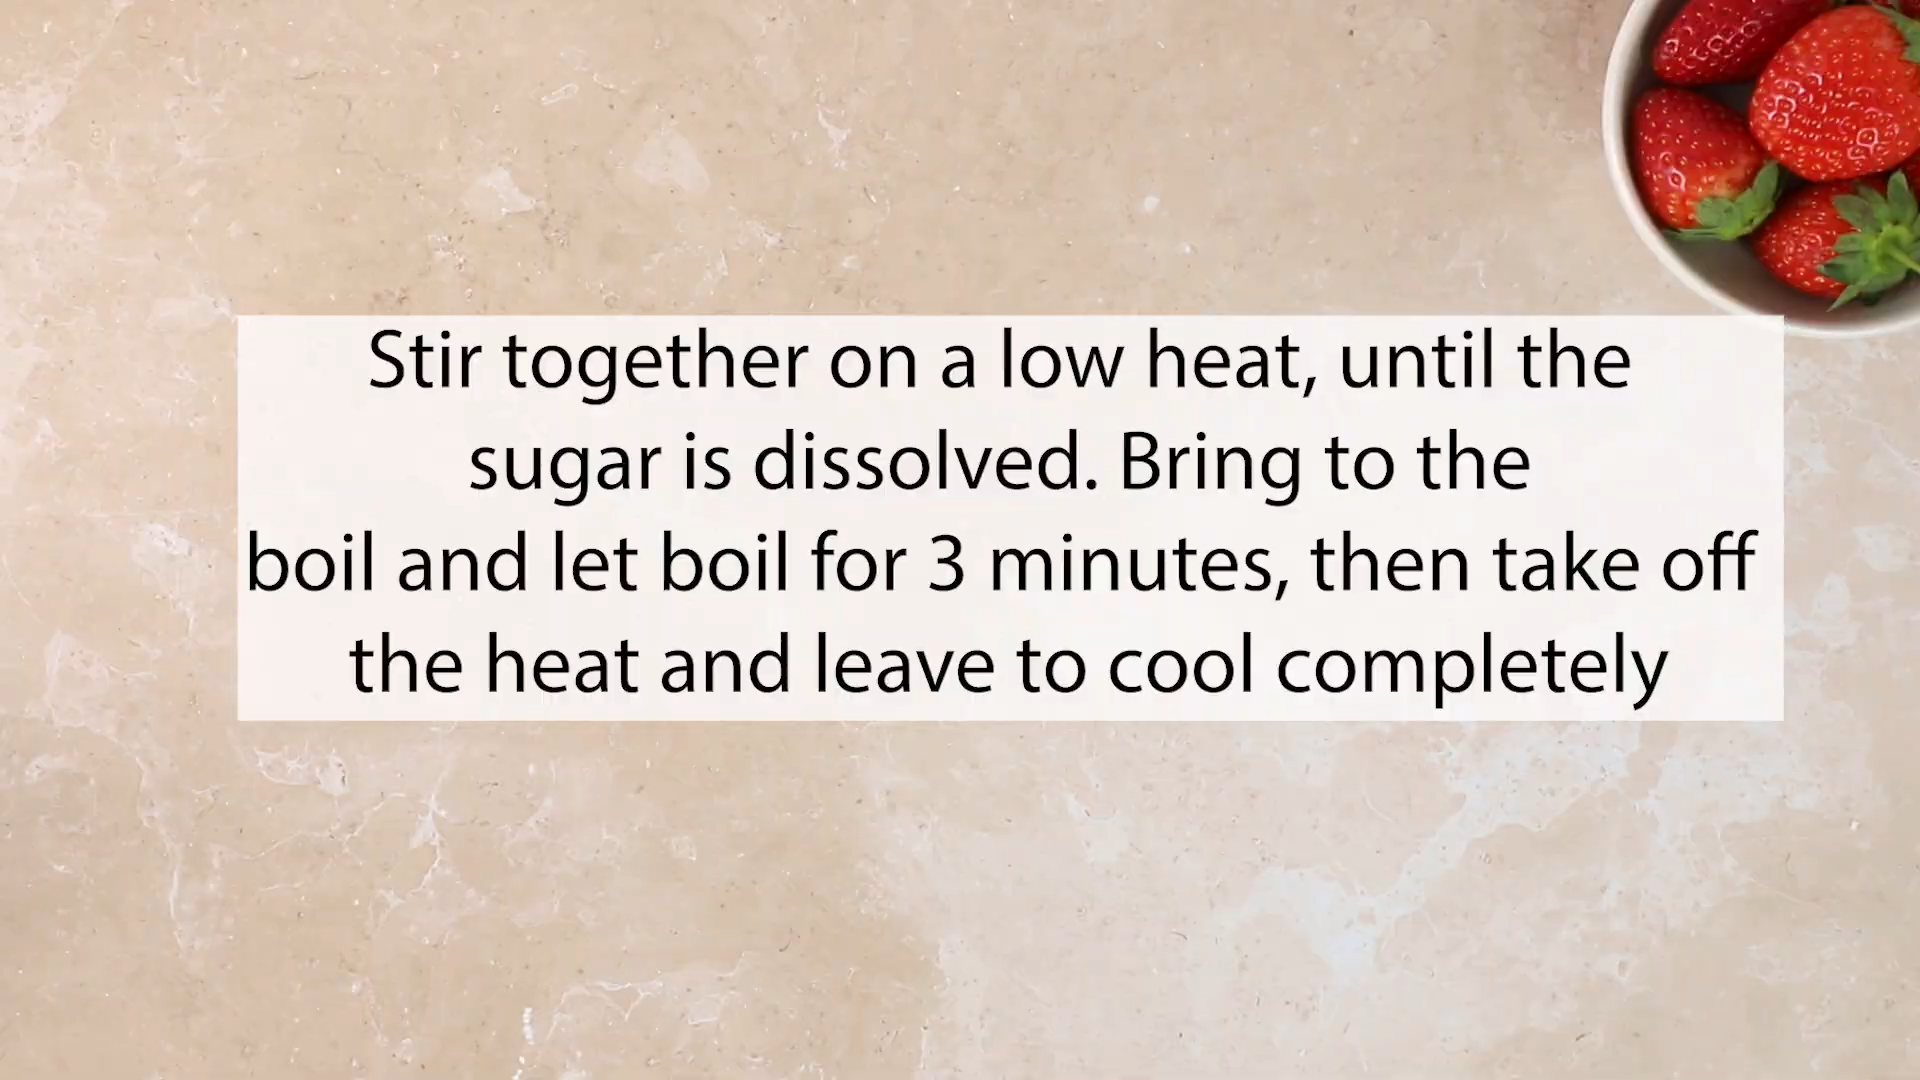 Stir together on a low heat, until the
sugar is dissolved. Bring to the
boil and let boil for 3 minutes, then take off
the heat and leave to cool completely